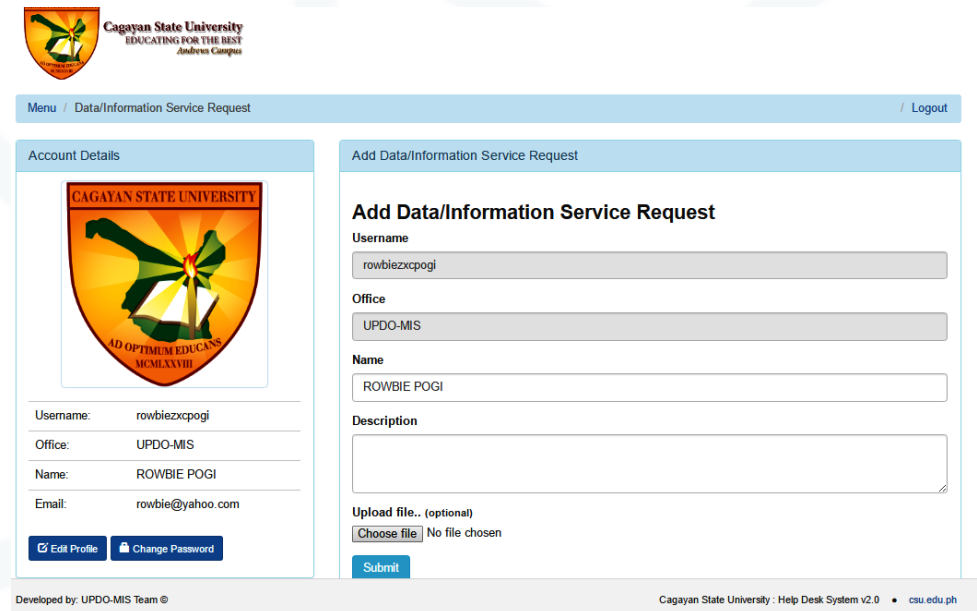 Cagayan State University
EDUCATING FOR THE BEST
Andrews Campus
Menu / Data/Information Service Request / Logout
Account Details
CAGAYAN STATE UNIVERSITY
AD OPTIMUM EDUCANS
MCMLXXVIII
Username: rowbiezxcpogi
Office: UPDO-MIS
Name: ROWBIE POGI
Email: rowbie@yahoo.com
Edit Profile Change Password
Add Data/Information Service Request
Add Data/Information Service Request
Username
rowbiezxcpogi
Office
UPDO-MIS
Name
ROWBIE POGI
Description
Upload file.. (optional)
Choose file No file chosen
Submit
Developed by: UPDO-MIS Team © Cagayan State University : Help Desk System v2.0 ● csu.edu.ph